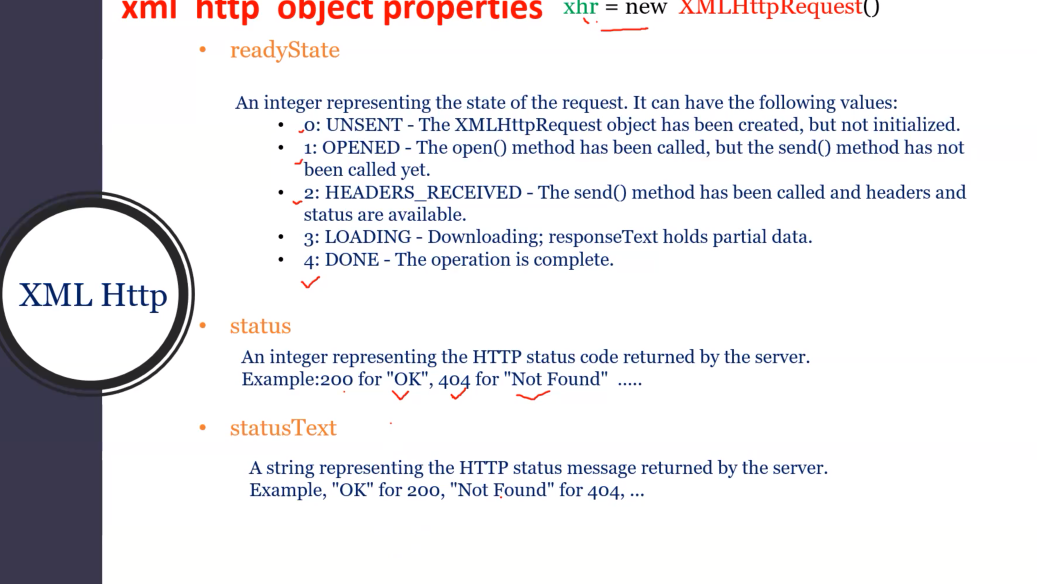 xml http object properties xhr = new XMLHttpRequest()
• readyState
An integer representing the state of the request. It can have the following values:
• 0: UNSENT - The XMLHttpRequest object has been created, but not initialized.
• 1: OPENED - The open() method has been called, but the send() method has not
been called yet.
• 2: HEADERS_RECEIVED - The send() method has been called and headers and
status are available.
• 3: LOADING - Downloading; responseText holds partial data.
• 4: DONE - The operation is complete.
XML Http
• status
An integer representing the HTTP status code returned by the server.
Example:200 for "OK", 404 for "Not Found" .....
• statusText
A string representing the HTTP status message returned by the server.
Example, "OK" for 200, "Not Found" for 404, ...